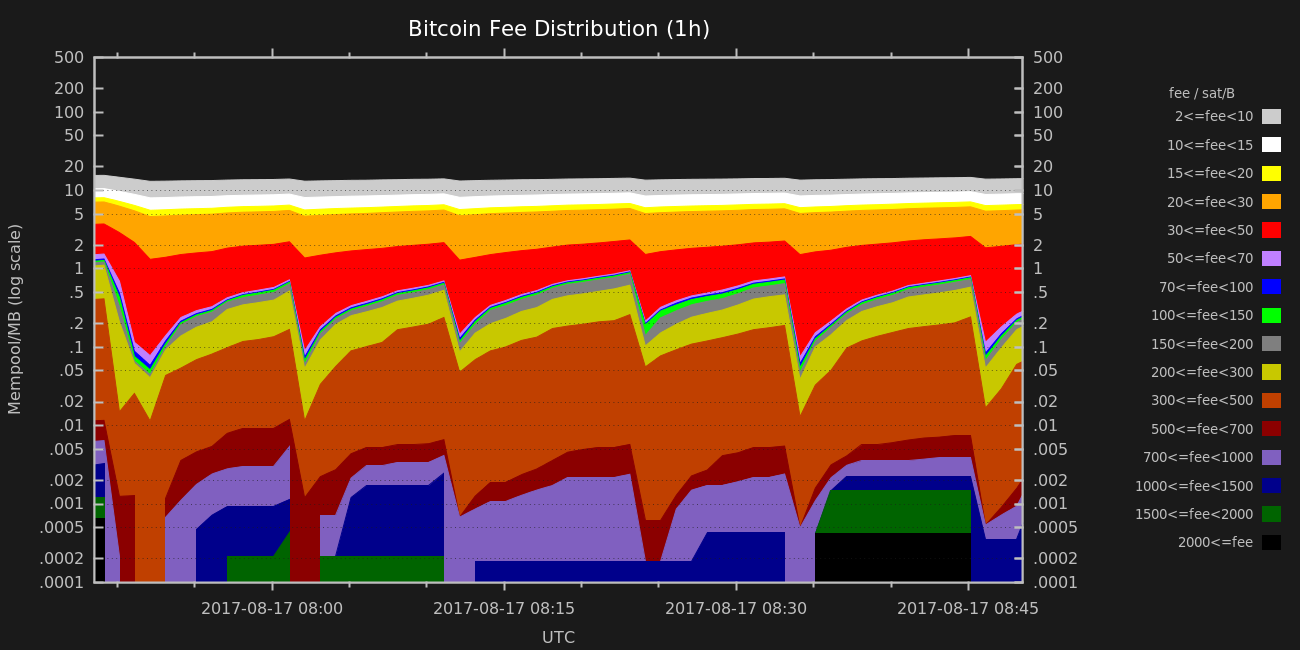 Bitcoin Fee Distribution (1h)
500 500
200 200
100 100
50 50
20 20
10 10
5 5
2 2
1 1
.5 .5
.2 .2
.1 .1
.05 .05
.02 .02
.01 .01
.005 .005
.002 .002
.001 .001
.0005 .0005
.0002 .0002
.0001 .0001
Mempool/MB (log scale)
2017-08-17 08:00 2017-08-17 08:15 2017-08-17 08:30 2017-08-17 08:45
UTC
fee / sat/B
2<=fee<10
10<=fee<15
15<=fee<20
20<=fee<30
30<=fee<50
50<=fee<70
70<=fee<100
100<=fee<150
150<=fee<200
200<=fee<300
300<=fee<500
500<=fee<700
700<=fee<1000
1000<=fee<1500
1500<=fee<2000
2000<=fee